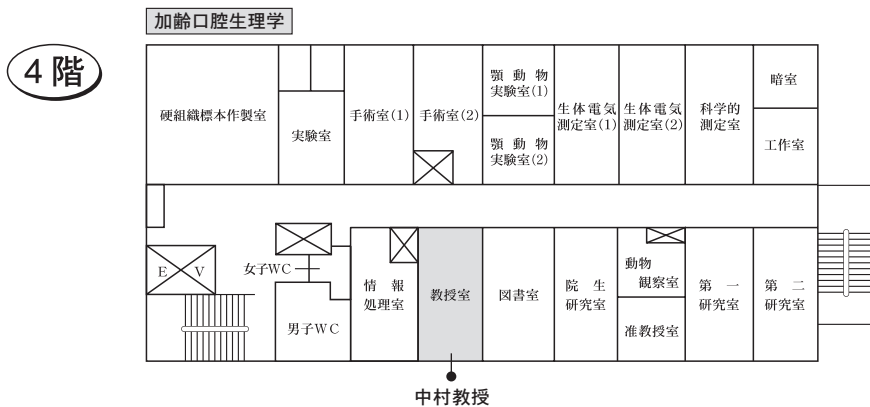 加齢口腔生理学
4階
硬組織標本作製室
実験室
手術室(1)
手術室(2)
顎動物
実験室(1)
顎動物
実験室(2)
生体電気
測定室(1)
生体電気
測定室(2)
科学的
測定室
暗室
工作室
EV
女子WC
男子WC
情報
処理室
教授室
図書室
院生
研究室
動物
観察室
准教授室
第一
研究室
第二
研究室
中村教授